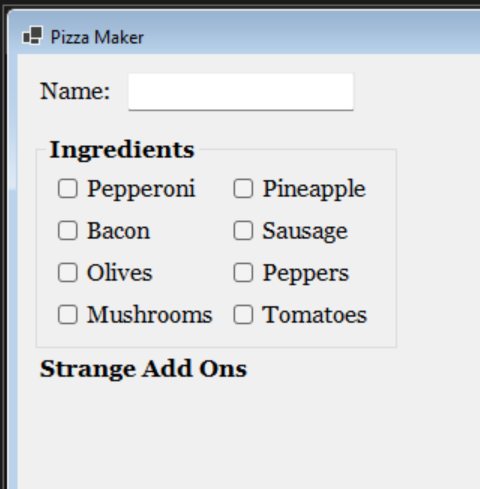 Pizza Maker
Name:
Ingredients
Pepperoni Pineapple
Bacon Sausage
Olives Peppers
Mushrooms Tomatoes
Strange Add Ons